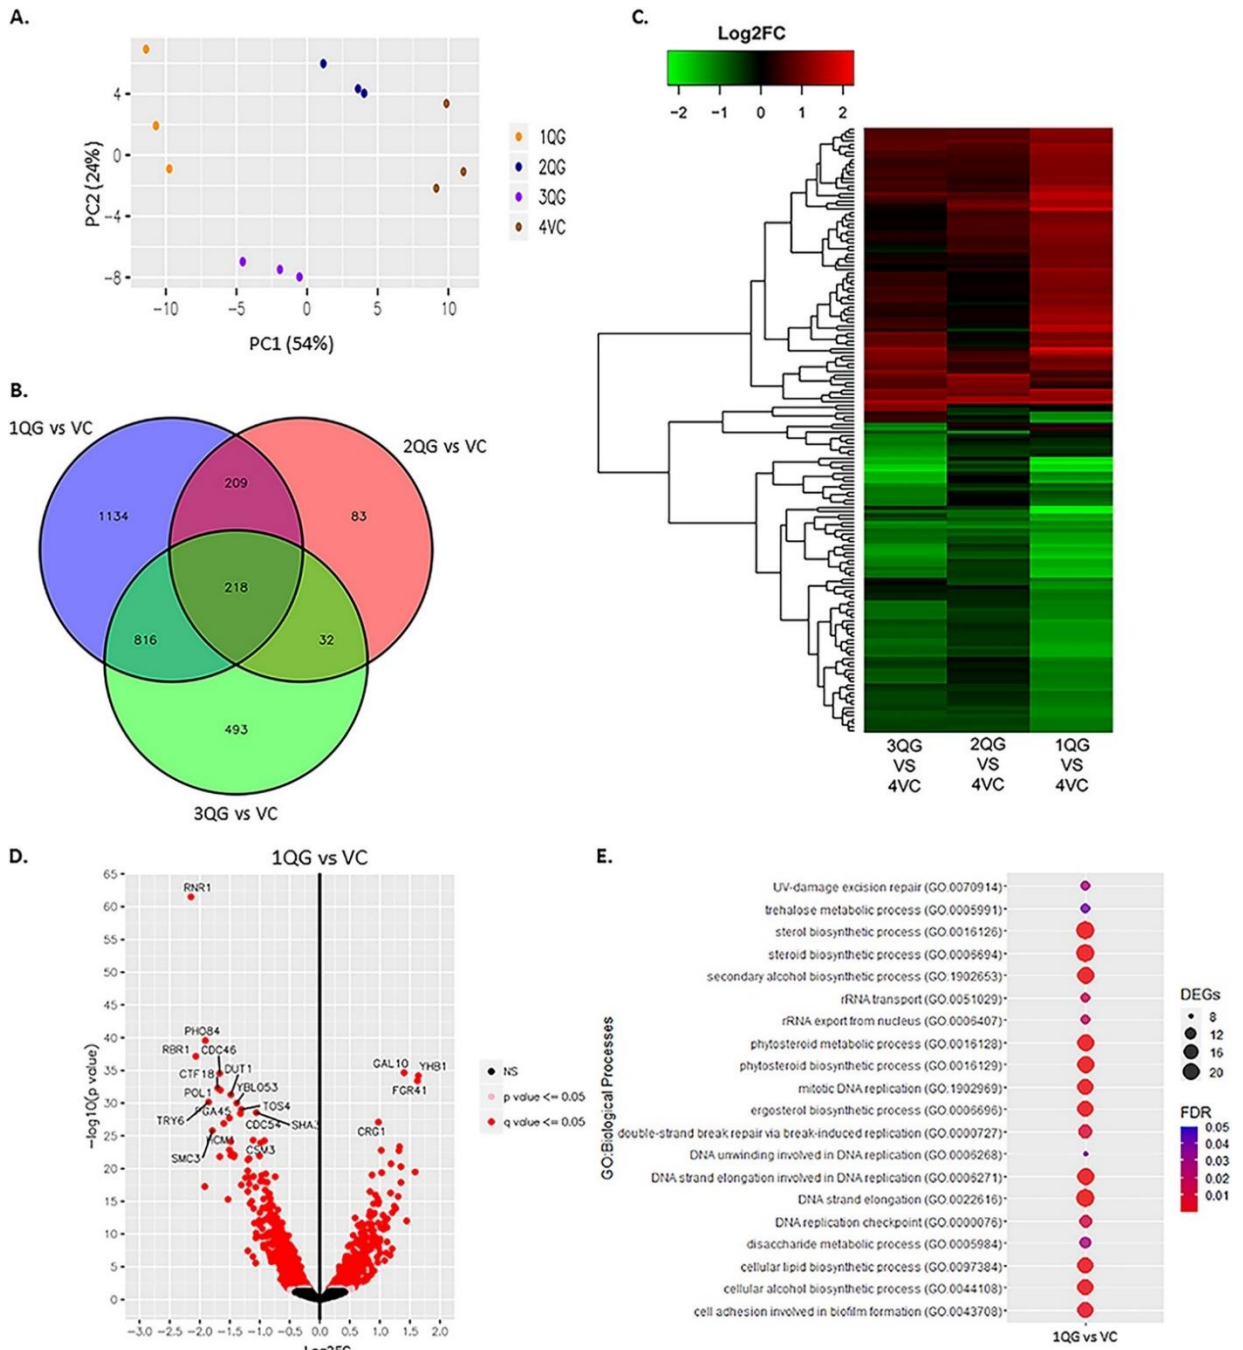 A.
4
0
−4
−8
−10
−5
0
5
10
PC2 (24%)
PC1 (54%)
1QG
2QG
3QG
4VC
B.
1QG vs VC
2QG vs VC
209
1134
83
218
816
32
493
3QG vs VC
C.
Log2FC
−2
−1
0
1
2
3QG
VS
4VC
2QG
VS
4VC
1QG
VS
4VC
D.
1QG vs VC
65
60
55
50
45
40
35
30
25
20
15
10
5
0
−log10(p value)
RNR1
PHO84
RBR1
CDC46
CTF18
DUT1
POL1
YBL053
TRY6
PGA45
TOS4
CDC54
SHA3
HCM1
SMC3
CSM3
GAL10
YHB1
FGR41
CRG1
−3.0
−2.5
−2.0
−1.5
−1.0
−0.5
0.0
0.5
1.0
1.5
2.0
Log2FC
NS
p value <= 0.05
q value <= 0.05
E.
GO:Biological Processes
UV-damage excision repair (GO:0070914)
trehalose metabolic process (GO:0005991)
sterol biosynthetic process (GO:0016126)
steroid biosynthetic process (GO:0006694)
secondary alcohol biosynthetic process (GO:1902653)
rRNA transport (GO:0051029)
rRNA export from nucleus (GO:0006407)
phytosteroid metabolic process (GO:0016128)
phytosteroid biosynthetic process (GO:0016129)
mitotic DNA replication (GO:1902969)
ergosterol biosynthetic process (GO:0006696)
double-strand break repair via break-induced replication (GO:0000727)
DNA unwinding involved in DNA replication (GO:0006268)
DNA strand elongation involved in DNA replication (GO:0006271)
DNA strand elongation (GO:0022616)
DNA replication checkpoint (GO:0000076)
disaccharide metabolic process (GO:0005984)
cellular lipid biosynthetic process (GO:0097384)
cellular alcohol biosynthetic process (GO:0044108)
cell adhesion involved in biofilm formation (GO:0043708)
1QG vs VC
DEGs
8
12
16
20
FDR
0.05
0.04
0.03
0.02
0.01